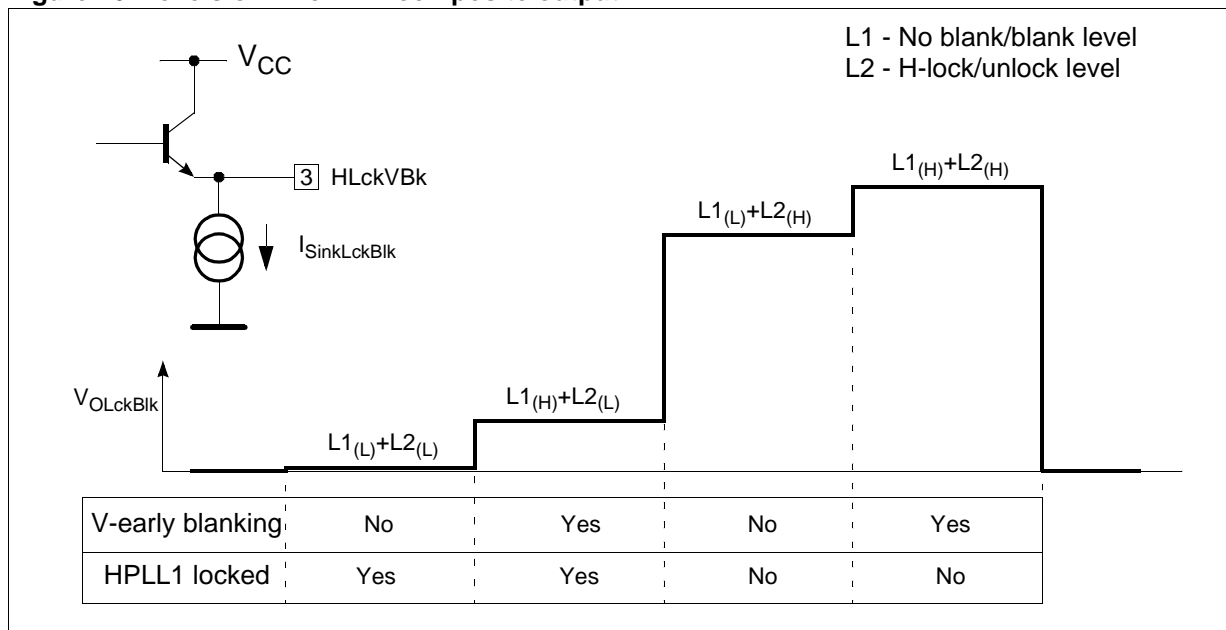 L1 - No blank/blank level
L2 - H-lock/unlock level
VCC
3 HLckVBk
ISinkLckBlk
VOLckBlk
L1(L)+L2(L)
L1(H)+L2(L)
L1(L)+L2(H)
L1(H)+L2(H)
V-early blanking No Yes No Yes
HPLL1 locked Yes Yes No No